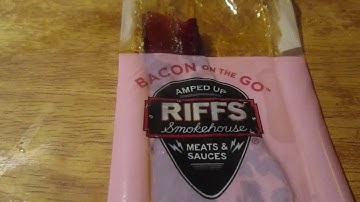 BACON ON THE GO™
AMPED UP
RIFFS
Smokehouse
MEATS &
SAUCES
®